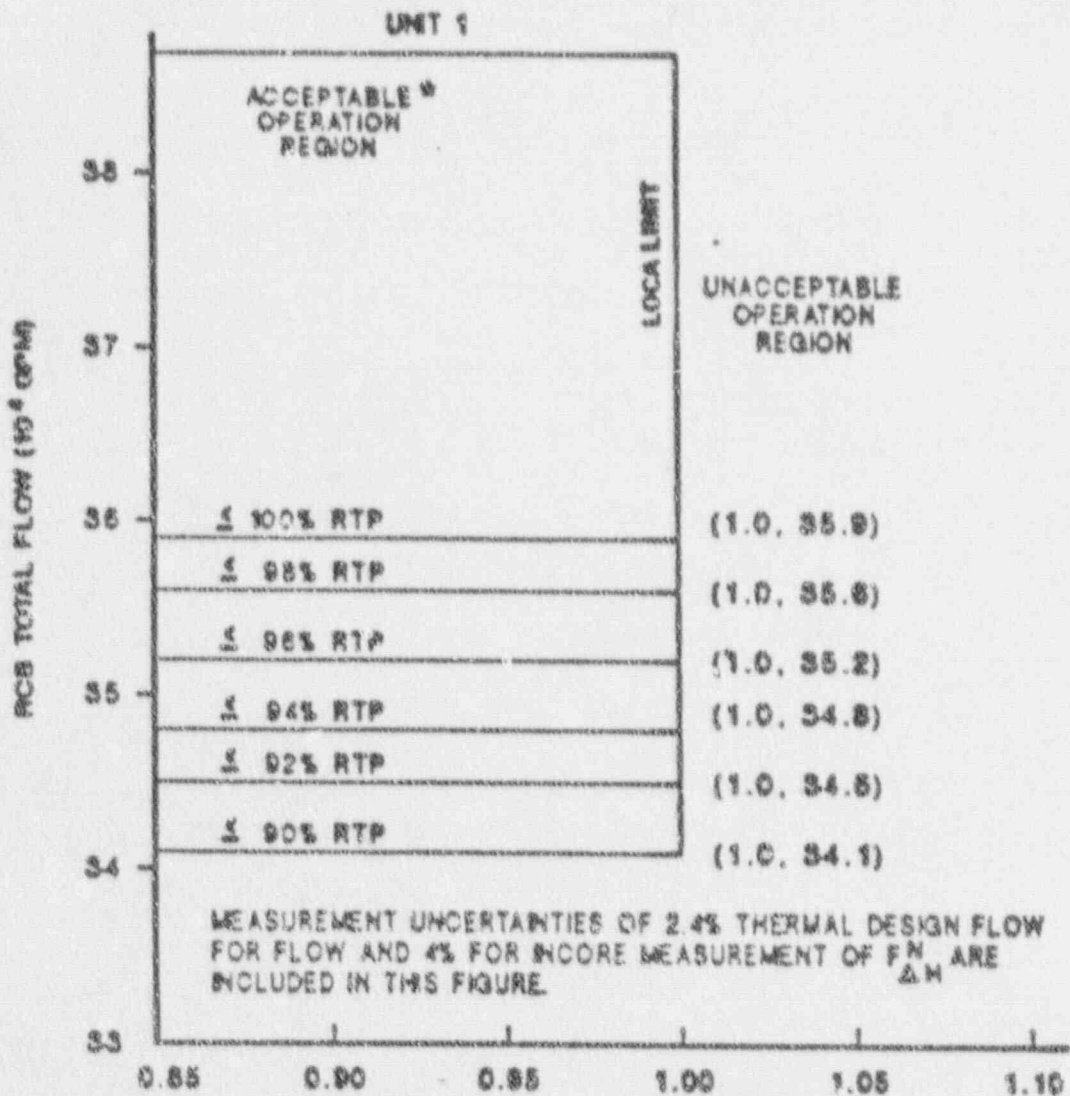 UNIT 1
ACCEPTABLE *
OPERATION
REGION
38
LOCA LIMIT
UNACCEPTABLE
OPERATION
REGION
37
RCS TOTAL FLOW (10⁴ GPM)
36
≤ 100% RTP
(1.0, 35.9)
≤ 98% RTP
(1.0, 35.6)
≤ 96% RTP
(1.0, 35.2)
35
≤ 94% RTP
(1.0, 34.8)
≤ 92% RTP
(1.0, 34.5)
≤ 90% RTP
(1.0, 34.1)
34
MEASUREMENT UNCERTAINTIES OF 2.4% THERMAL DESIGN FLOW
FOR FLOW AND 4% FOR INCORE MEASUREMENT OF F^N_ΔH ARE
INCLUDED IN THIS FIGURE.
33
0.85 0.90 0.95 1.00 1.05 1.10